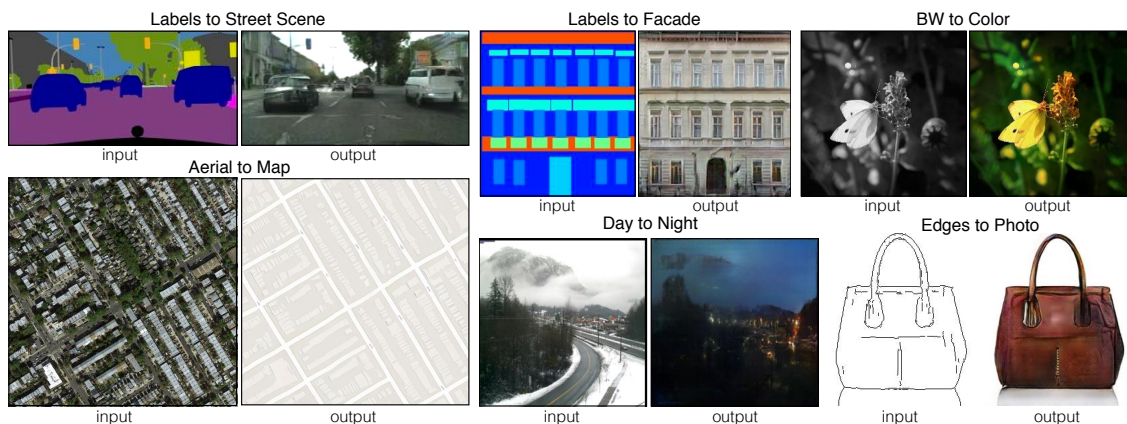 Labels to Street Scene
input
output
Aerial to Map
input
output
Labels to Facade
input
output
BW to Color
input
output
Day to Night
input
output
Edges to Photo
input
output